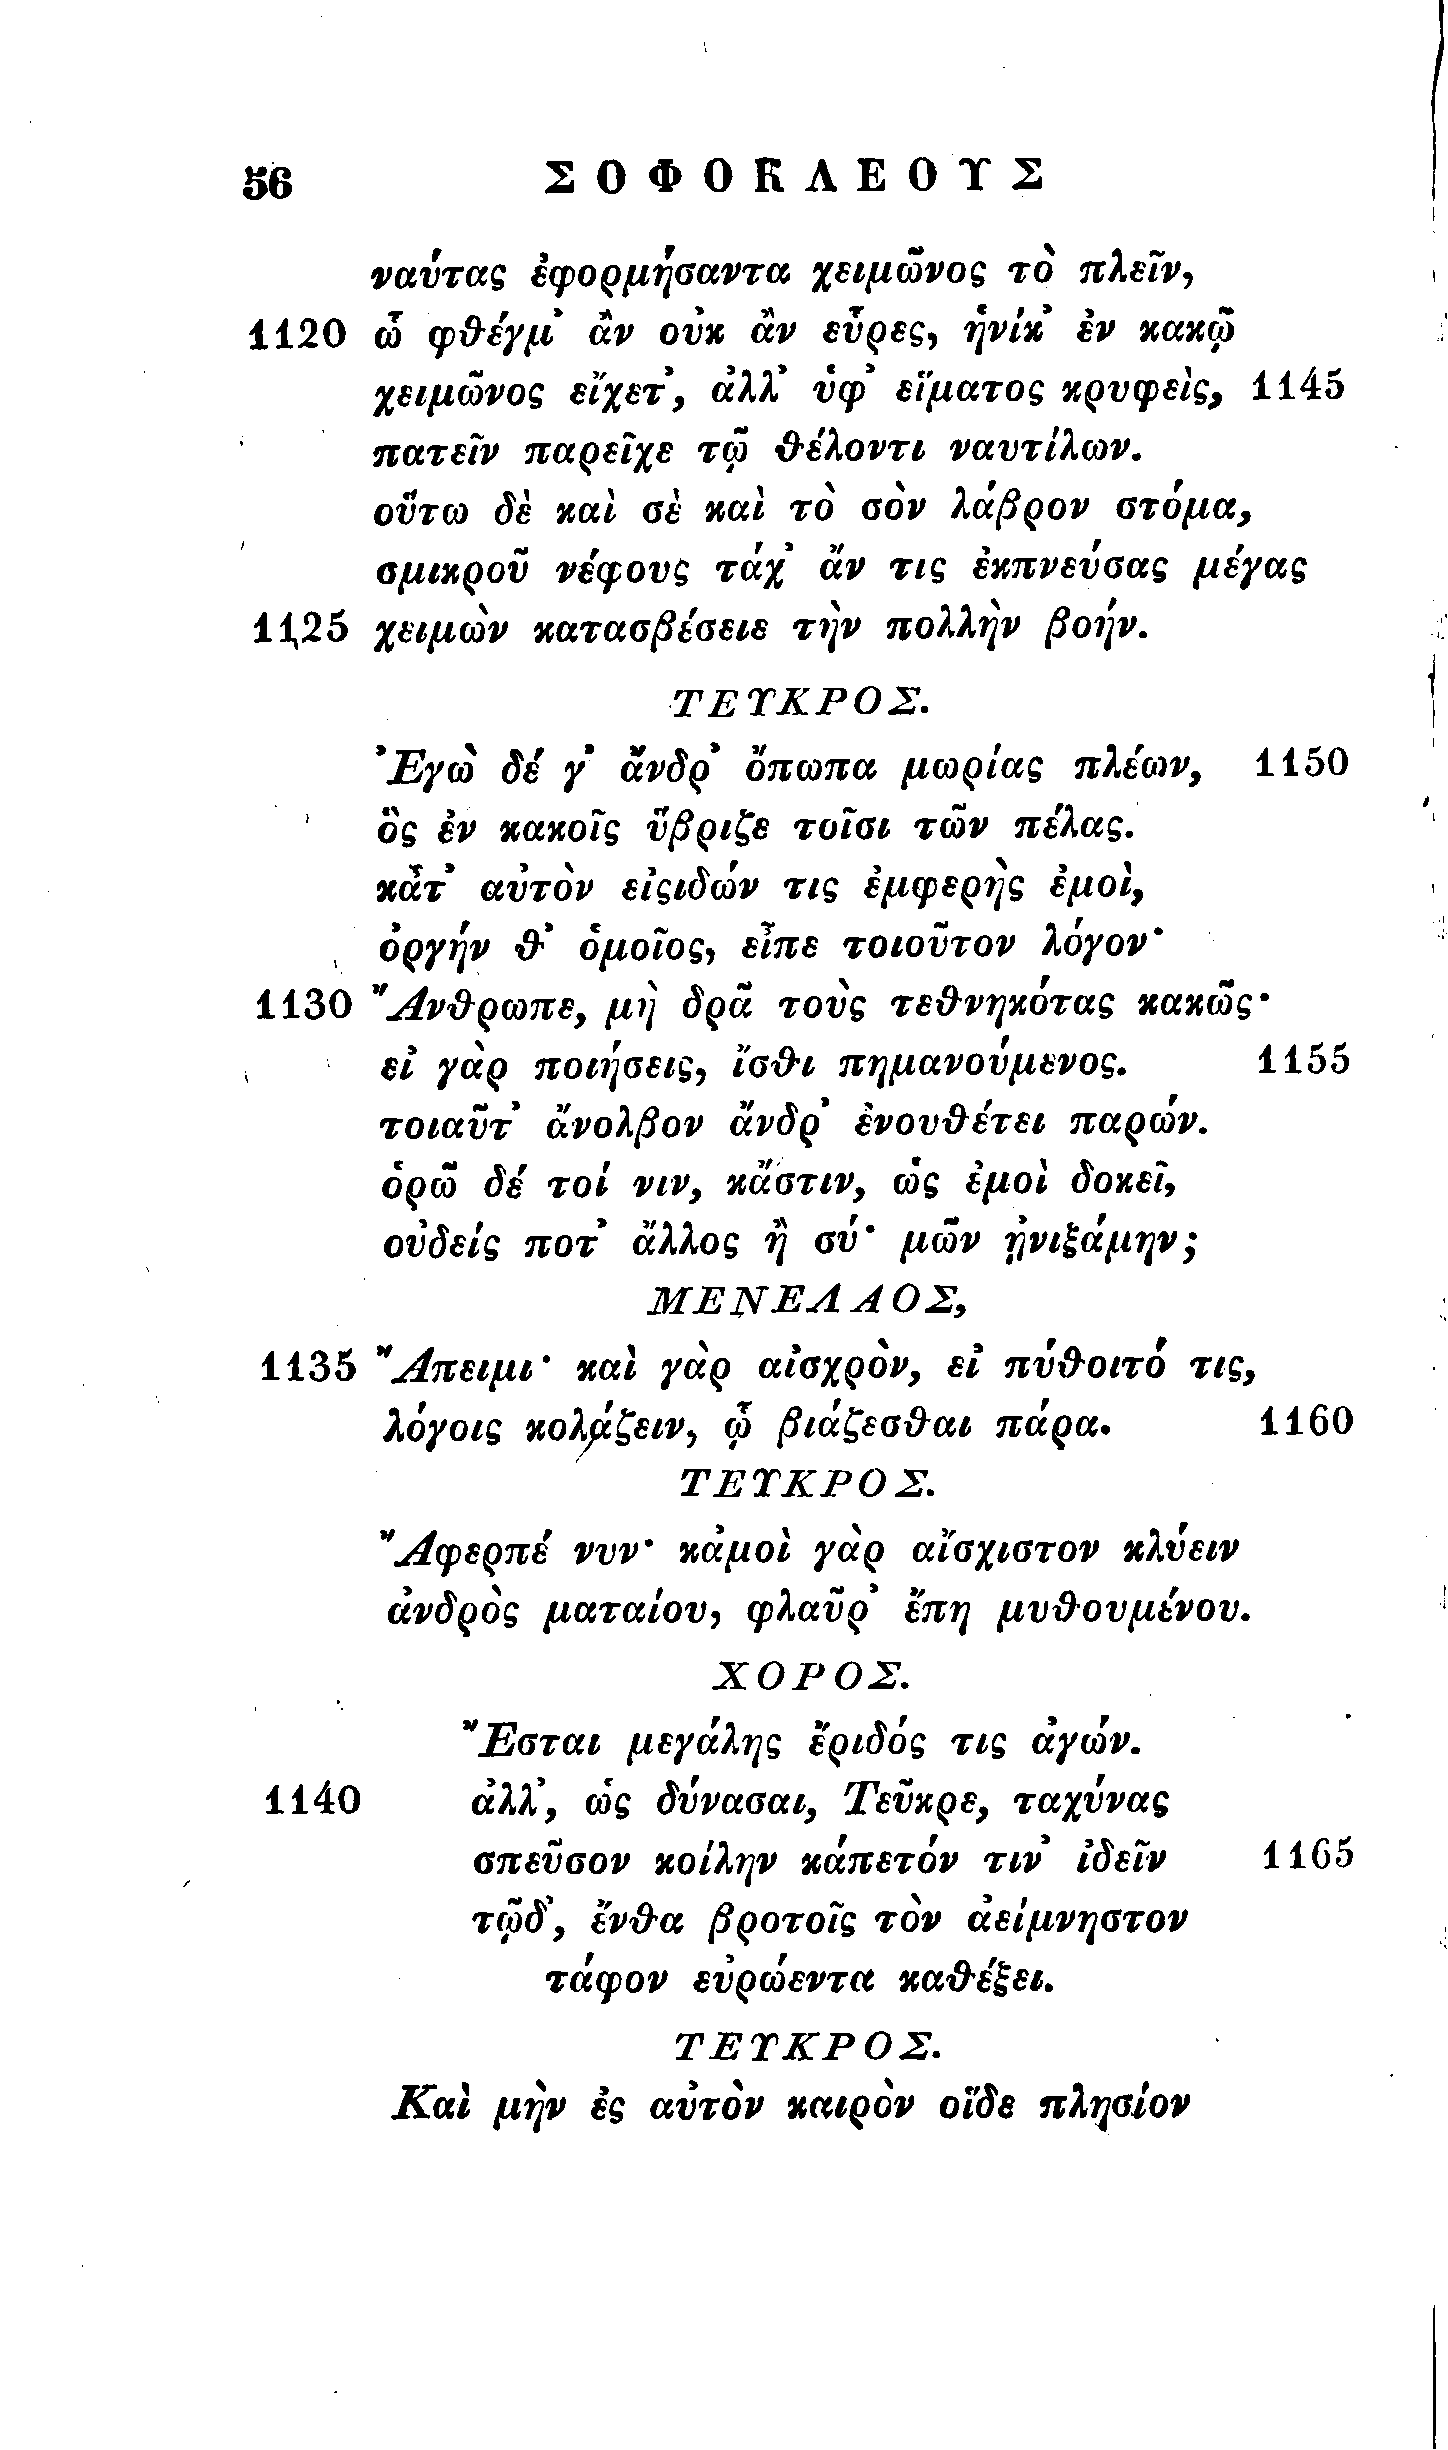 56 ΣΟΦΟΚΛΕΟΥΣ
ναύτας ἐφορμήσαντα χειμῶνος τὸ πλεῖν,
1120 ᾧ φθέγμ᾽ ἂν οὐκ ἂν εὗρες, ἡνίκ᾽ ἐν κακῷ
χειμῶνος εἴχετ᾽, ἀλλ᾽ ὑφ᾽ εἵματος κρυφεὶς, 1145
πατεῖν παρεῖχε τῷ θέλοντι ναυτίλων.
οὕτω δὲ καὶ σὲ καὶ τὸ σὸν λάβρον στόμα,
σμικροῦ νέφους τάχ᾽ ἄν τις ἐκπνεύσας μέγας
1125 χειμὼν κατασβέσειε τὴν πολλὴν βοήν.
ΤΕΥΚΡΟΣ.
Ἐγὼ δέ γ᾽ ἄνδρ᾽ ὄπωπα μωρίας πλέων, 1150
ὃς ἐν κακοῖς ὕβριζε τοῖσι τῶν πέλας.
κᾆτ᾽ αὐτὸν εἰςιδών τις ἐμφερὴς ἐμοὶ,
ὀργήν θ᾽ ὁμοῖος, εἶπε τοιοῦτον λόγον·
1130 Ἄνθρωπε, μὴ δρᾶ τοὺς τεθνηκότας κακῶς·
εἰ γὰρ ποιήσεις, ἴσθι πημανούμενος. 1155
τοιαῦτ᾽ ἄνολβον ἄνδρ᾽ ἐνουθέτει παρών.
ὁρῶ δέ τοί νιν, κἄστιν, ὡς ἐμοὶ δοκεῖ,
οὐδείς ποτ᾽ ἄλλος ἢ σύ· μῶν ᾐνιξάμην;
ΜΕΝΕΛΑΟΣ,
1135 Ἄπειμι· καὶ γὰρ αἰσχρὸν, εἰ πύθοιτό τις,
λόγοις κολάζειν, ᾧ βιάζεσθαι πάρα. 1160
ΤΕΥΚΡΟΣ.
Ἄφερπέ νυν· κἀμοὶ γὰρ αἴσχιστον κλύειν
ἀνδρὸς ματαίου, φλαῦρ᾽ ἔπη μυθουμένου.
ΧΟΡΟΣ.
Ἔσται μεγάλης ἔριδός τις ἀγών.
1140 ἀλλ᾽, ὡς δύνασαι, Τεῦκρε, ταχύνας
σπεῦσον κοίλην κάπετόν τιν᾽ ἰδεῖν 1165
τῷδ᾽, ἔνθα βροτοῖς τὸν ἀείμνηστον
τάφον εὐρώεντα καθέξει.
ΤΕΥΚΡΟΣ.
Καὶ μὴν ἐς αὐτὸν καιρὸν οἵδε πλησίον